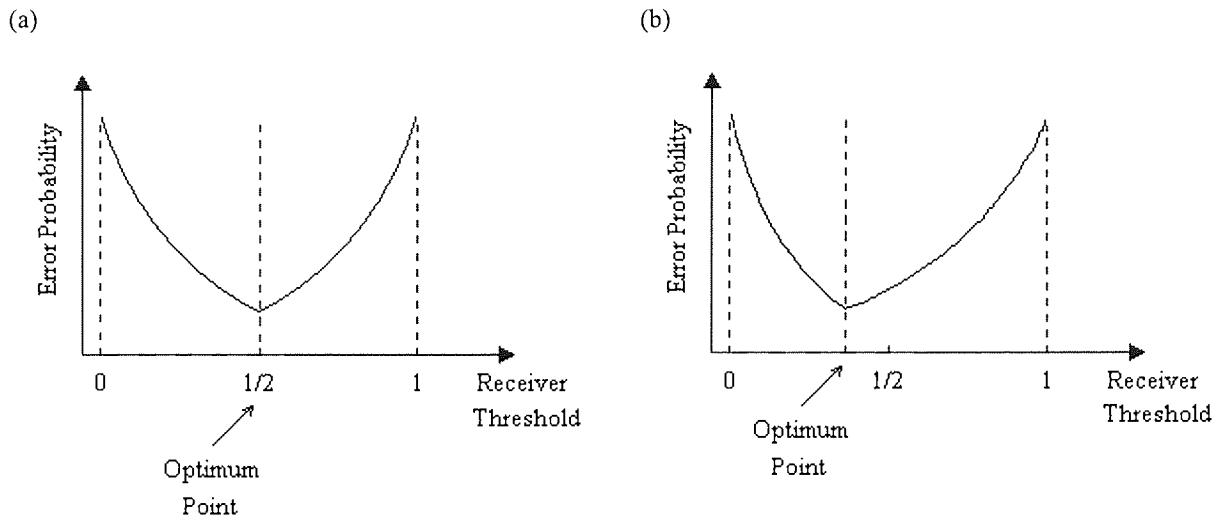 (a)
Error Probability
0
1/2
1
Receiver
Threshold
Optimum
Point
(b)
Error Probability
0
1/2
1
Receiver
Threshold
Optimum
Point